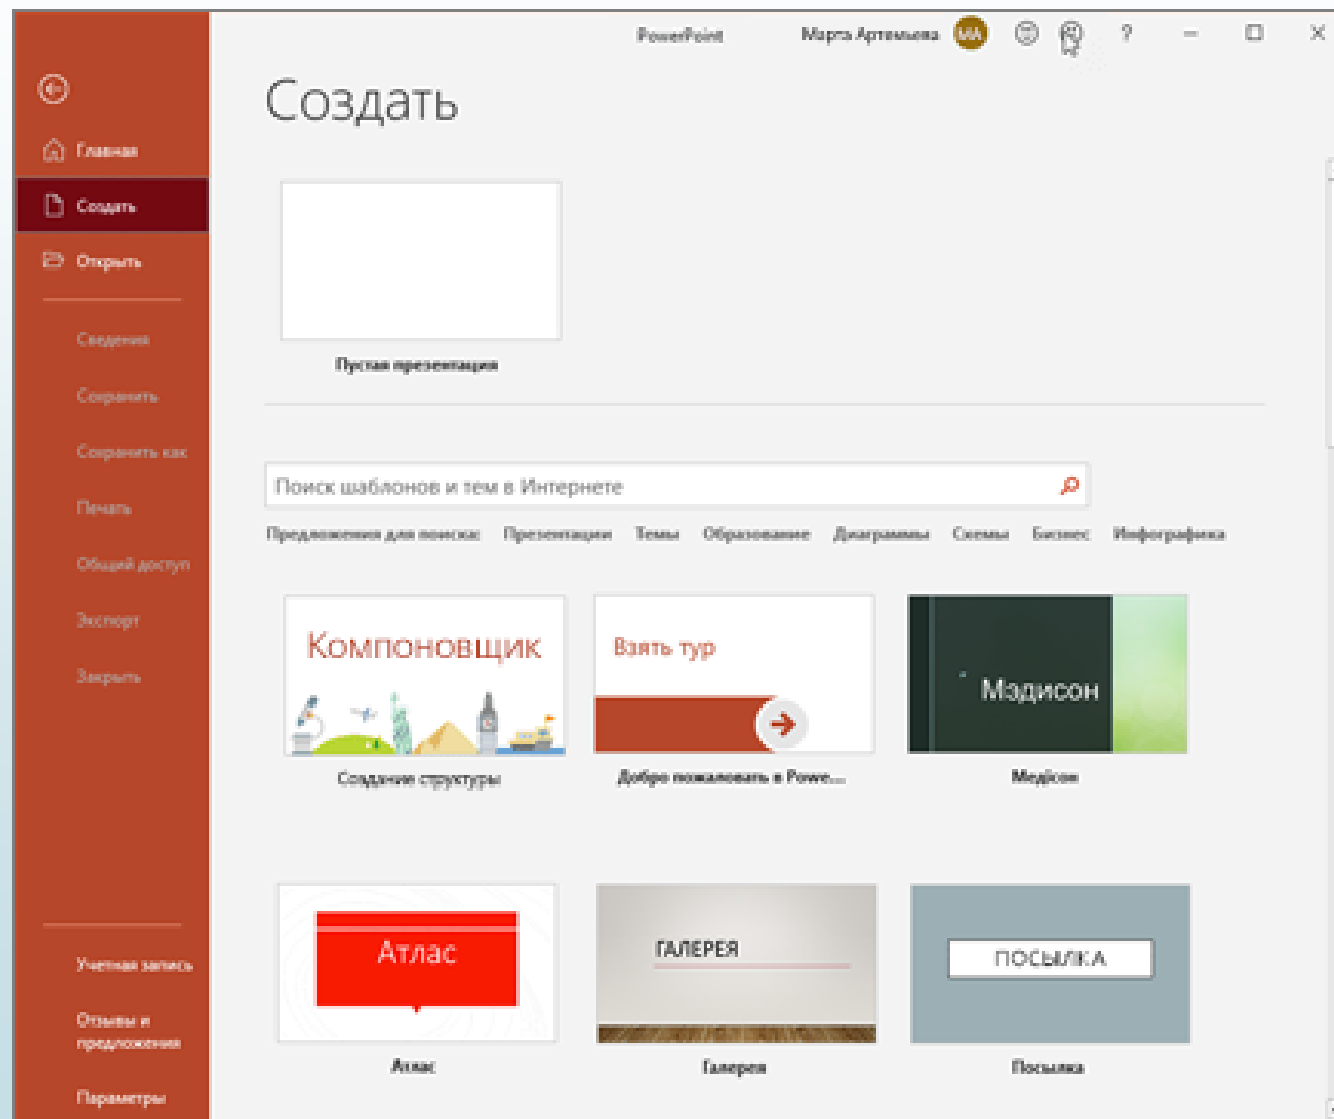 PowerPoint
Марта Артемьева
МА
?
Создать
Главная
Создать
Открыть
Сведения
Сохранить
Сохранить как
Печать
Общий доступ
Экспорт
Закрыть
Учетная запись
Отзывы и
предложения
Параметры
Пустая презентация
Поиск шаблонов и тем в Интернете
Предложения для поиска: Презентации Темы Образование Диаграммы Схемы Бизнес Инфографика
Компоновщик
Создание структуры
Взять тур
Добро пожаловать в Powe...
Мэдисон
Медісон
Атлас
Атлас
ГАЛЕРЕЯ
Галерея
ПОСЫЛКА
Посылка